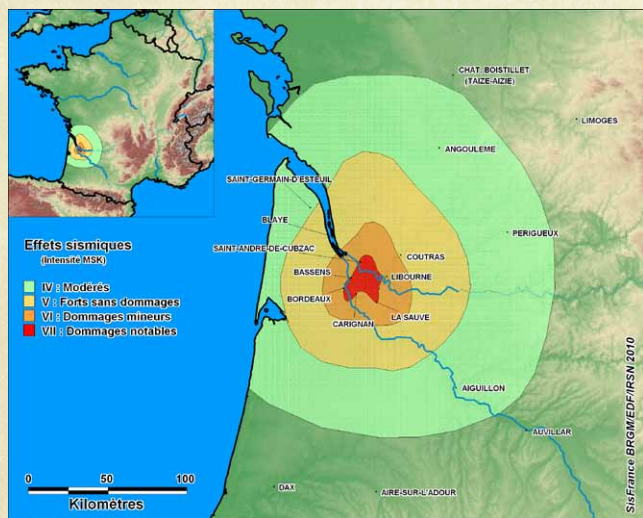 CHAT. BOISTILLET
(TAIZE-AIZIE)
LIMOGES
ANGOULEME
SAINT-GERMAIN-D'ESTEUIL
BLAYE
PERIGUEUX
SAINT-ANDRE-DE-CUBZAC
COUTRAS
Effets sismiques
(Intensité MSK)
BASSENS
LIBOURNE
IV : Modérés
BORDEAUX
V : Forts sans dommages
VI : Dommages mineurs
LA SAUVE
VII : Dommages notables
CARIGNAN
AIGUILLON
AUVILLAR
0 50 100
Kilomètres
DAX
AIRE-SUR-L'ADOUR
SisFrance BRGM/EDF/IRSN 2010